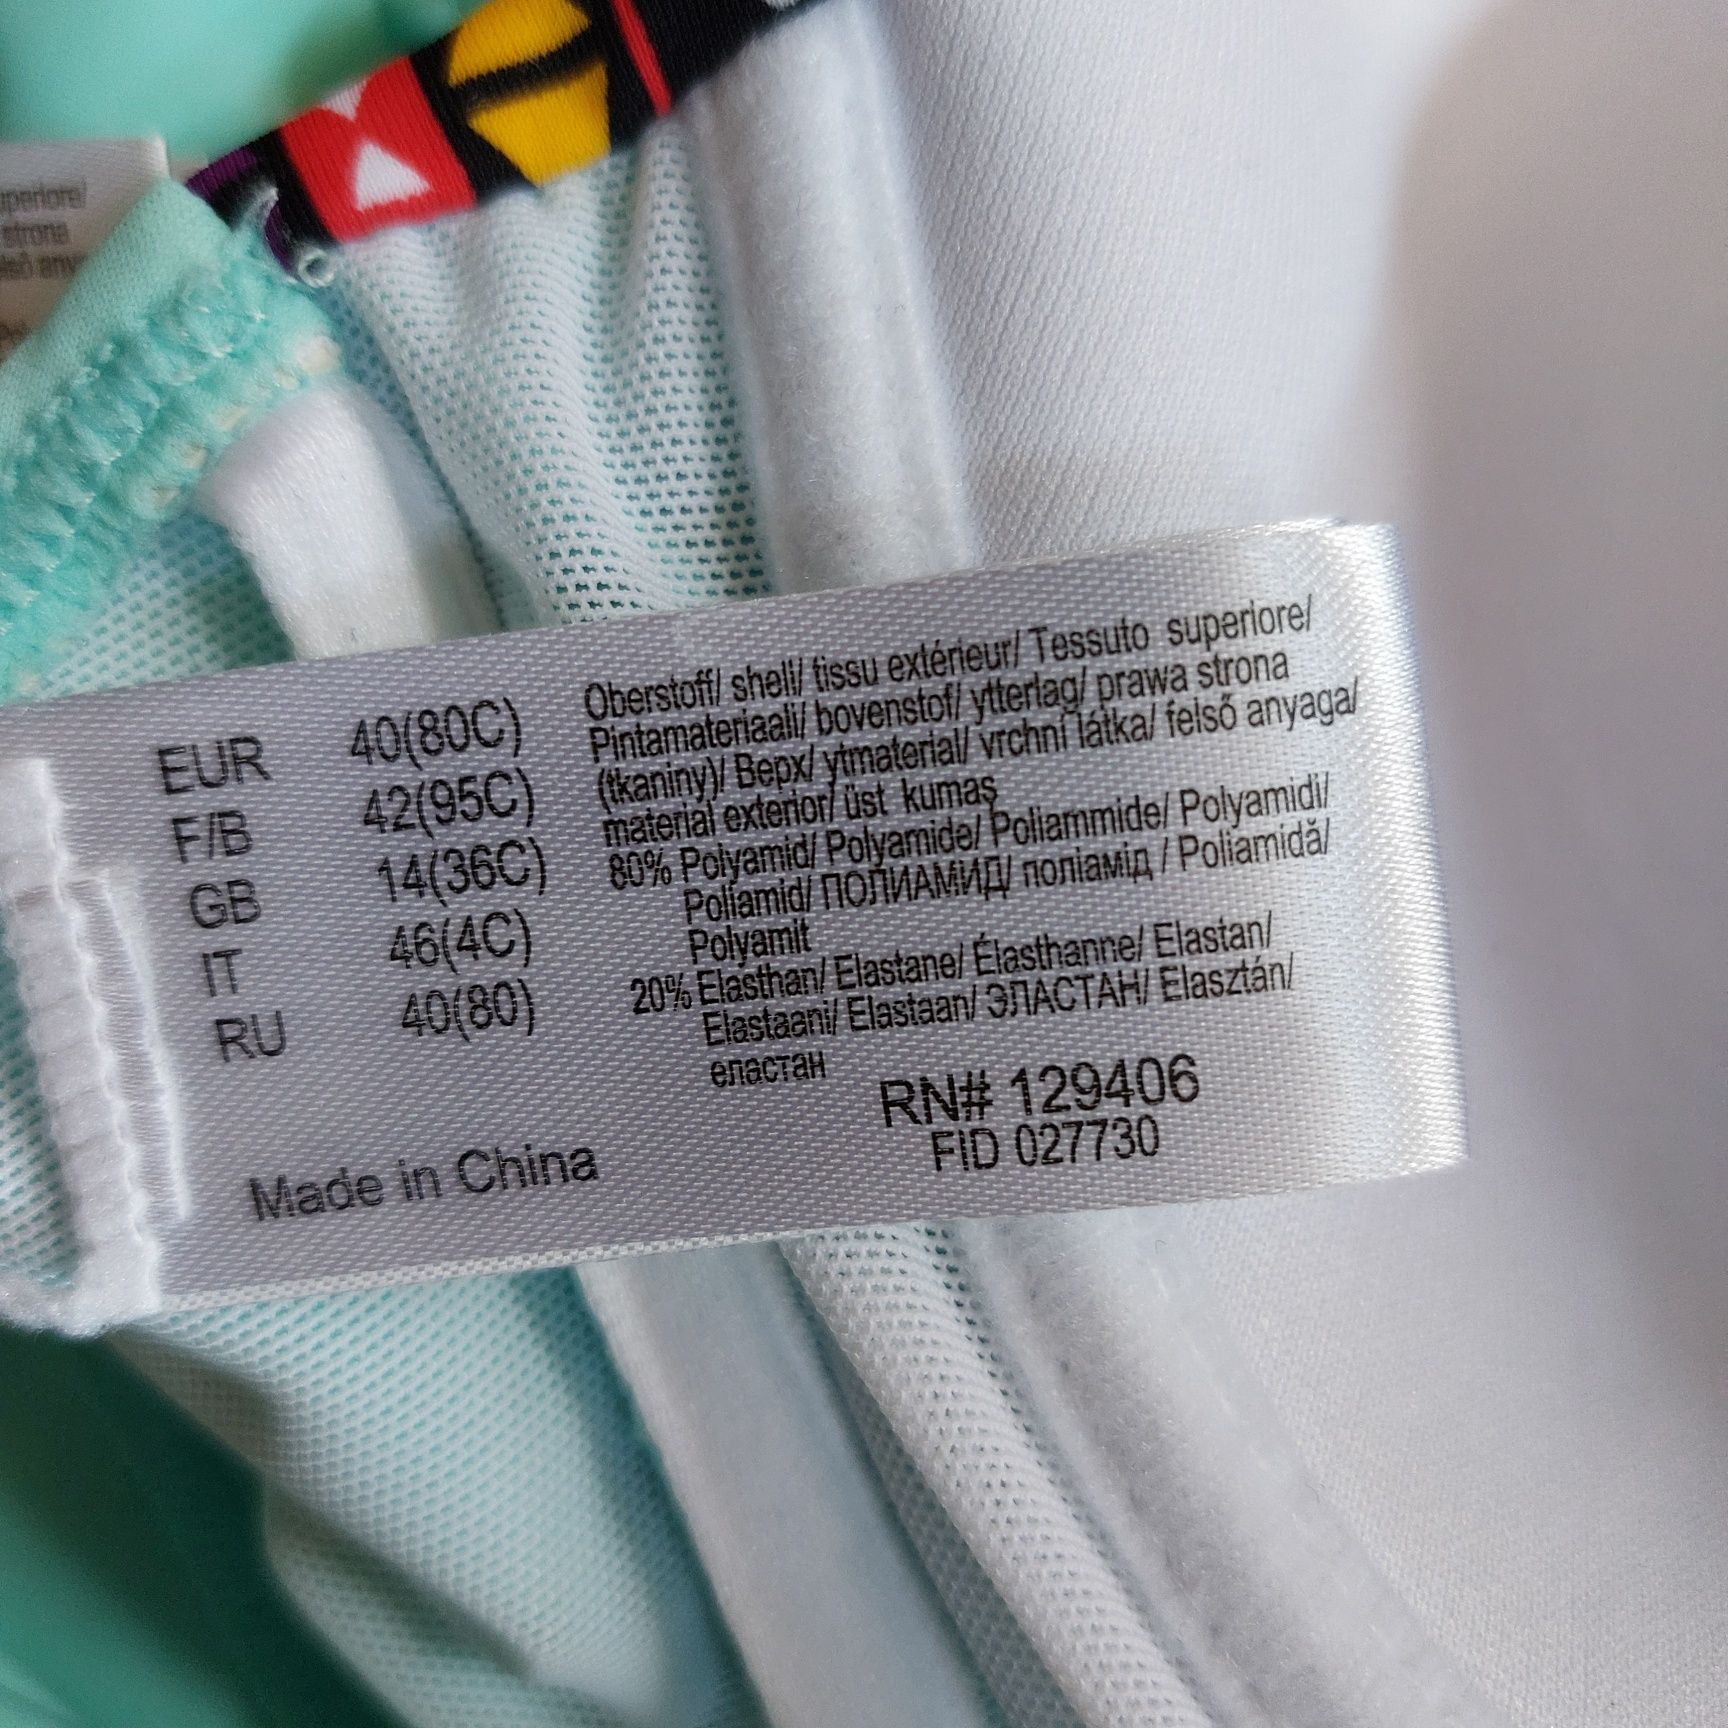 strona
EUR 40(80C)
F/B 42(95C)
GB 14(36C)
IT 46(4C)
RU 40(80)
Oberstoff/ shell/ tissu extérieur/ Tessuto superiore/
Pintamateriaali/ bovenstof/ ytterlag/ prawa strona
(tkaniny)/ Верх/ ytmaterial/ vrchní látka/ felső anyaga/
material exterior/ üst kumaş
80% Polyamid/ Polyamide/ Poliammide/ Polyamidi/
Poliamid/ ПОЛИАМИД/ поліамід / Poliamidă/
Polyamit
20% Elasthan/ Elastane/ Élasthanne/ Elastan/
Elastaani/ Elastaan/ ЭЛАСТАН/ Elasztán/
еластан
RN# 129406
FID 027730
Made in China